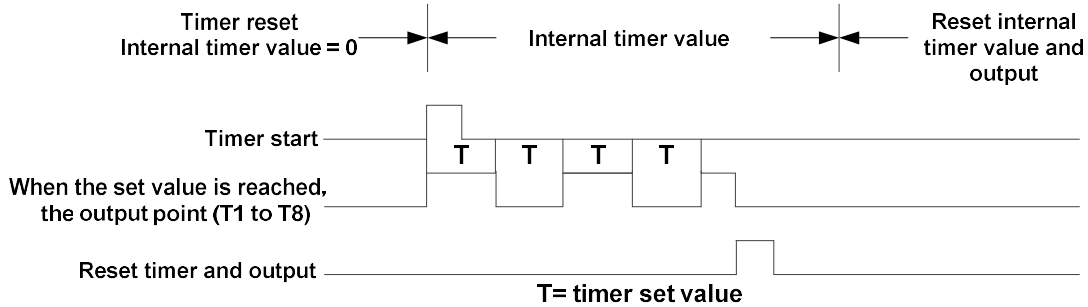 Timer reset
Internal timer value = 0
Internal timer value
Reset internal
timer value and
output
Timer start
T T T T
When the set value is reached,
the output point (T1 to T8)
Reset timer and output
T= timer set value